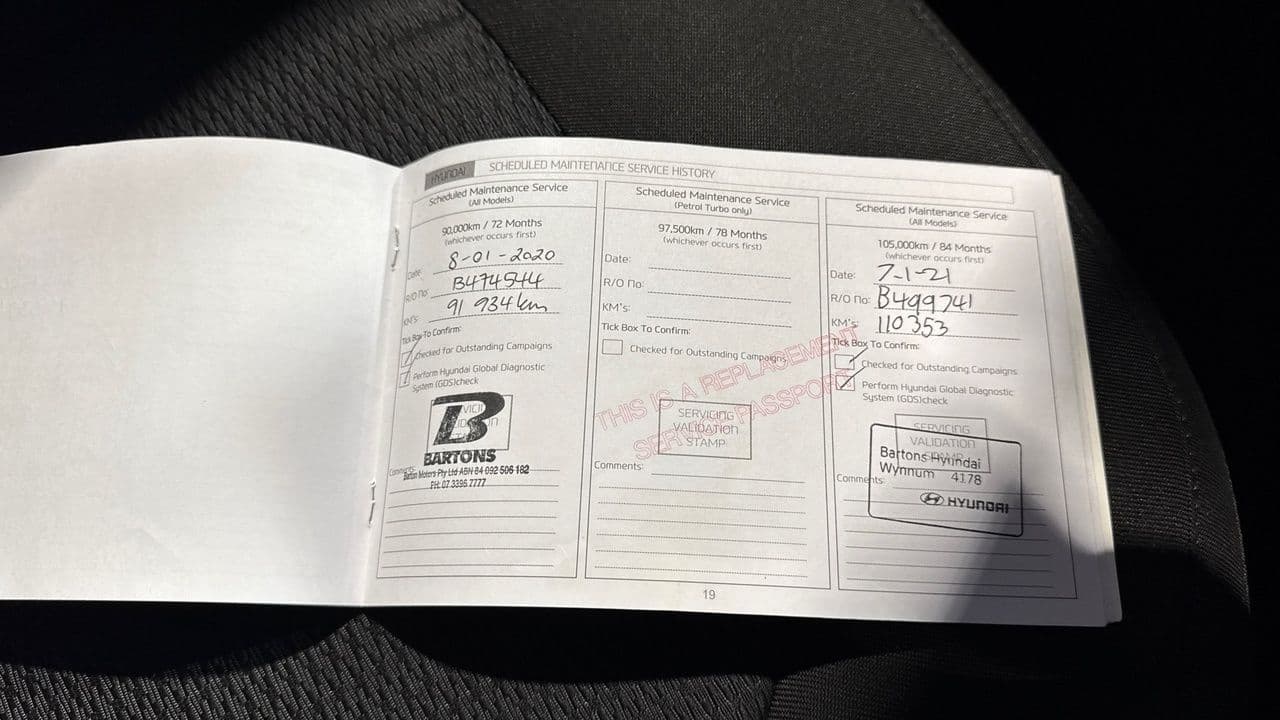 HYUNDAI
SCHEDULED MAINTENANCE SERVICE HISTORY
Scheduled Maintenance Service
(All Models)
90,000km / 72 Months
(whichever occurs first)
Date: 8-01-2020
R/O No: B474544
KM's: 91 934 km
Tick Box To Confirm:
Checked for Outstanding Campaigns
Perform Hyundai Global Diagnostic
System (GDS)check
B
BARTONS
Barton Motors Pty Ltd ABN 84 092 506 182
PH: 07 3396 7777
Comments:
Scheduled Maintenance Service
(Petrol Turbo only)
97,500km / 78 Months
(whichever occurs first)
Date:
R/O No:
KM's:
Tick Box To Confirm:
Checked for Outstanding Campaigns
THIS IS A REPLACEMENT
SERVICE PASSPORT
SERVICING
VALIDATION
STAMP
Comments:
Scheduled Maintenance Service
(All Models)
105,000km / 84 Months
(whichever occurs first)
Date: 7-1-21
R/O No: B499741
KM's: 110353
Tick Box To Confirm:
Checked for Outstanding Campaigns
Perform Hyundai Global Diagnostic
System (GDS)check
SERVICING
VALIDATION
Bartons Hyundai
Wynnum 4178
HYUNDAI
Comments:
19